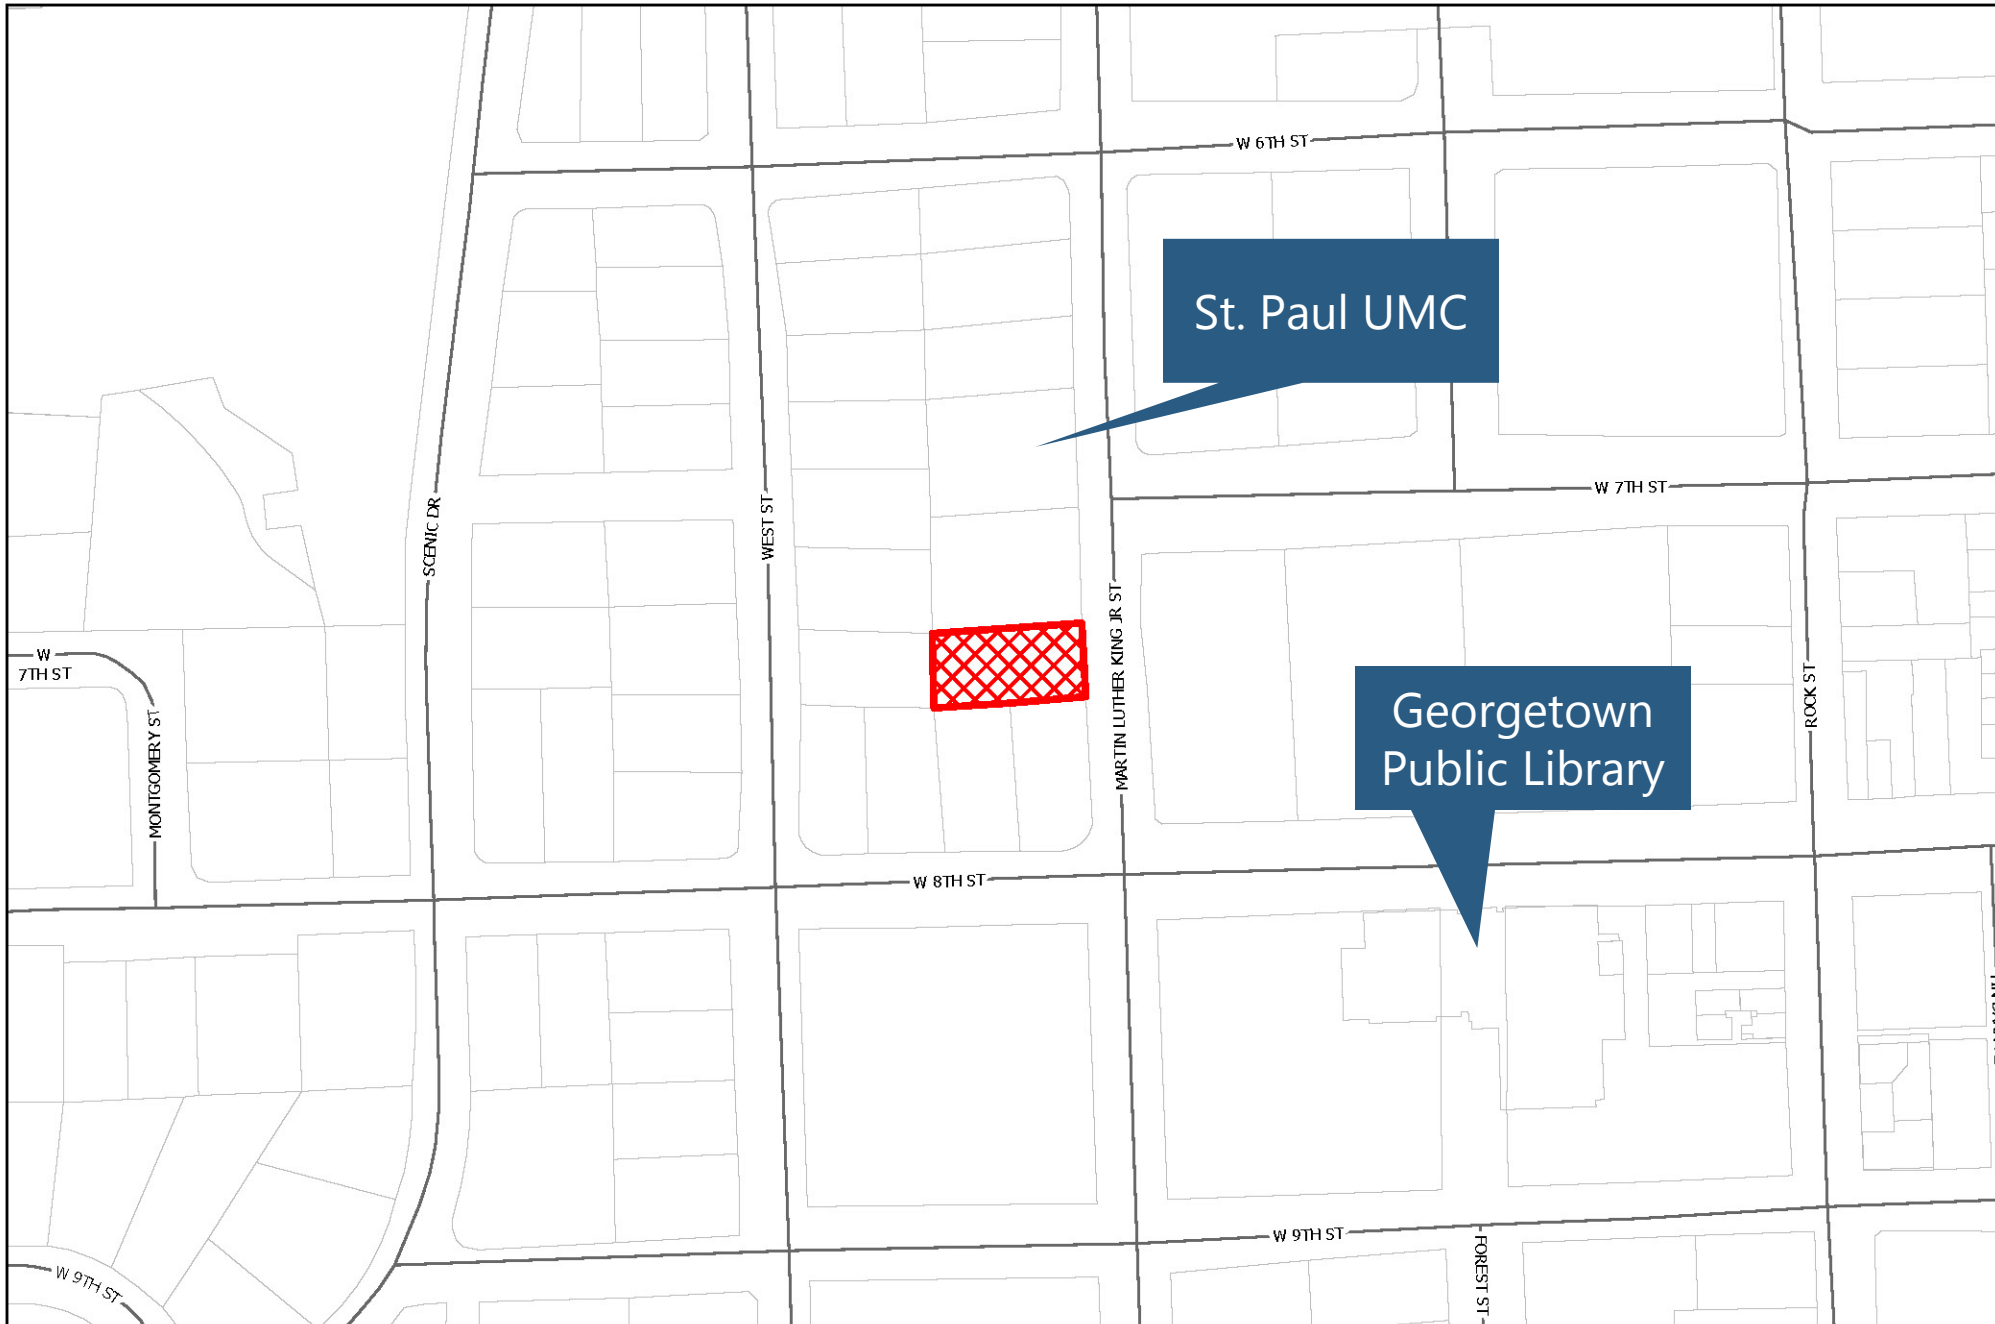 W 6TH ST
St. Paul UMC
W 7TH ST
SCENIC DR
WEST ST
MARTIN LUTHER KING JR ST
W
7TH ST
MONTGOMERY ST
ROCK ST
Georgetown
Public Library
W 8TH ST
W 9TH ST
FOREST ST
W 9TH ST